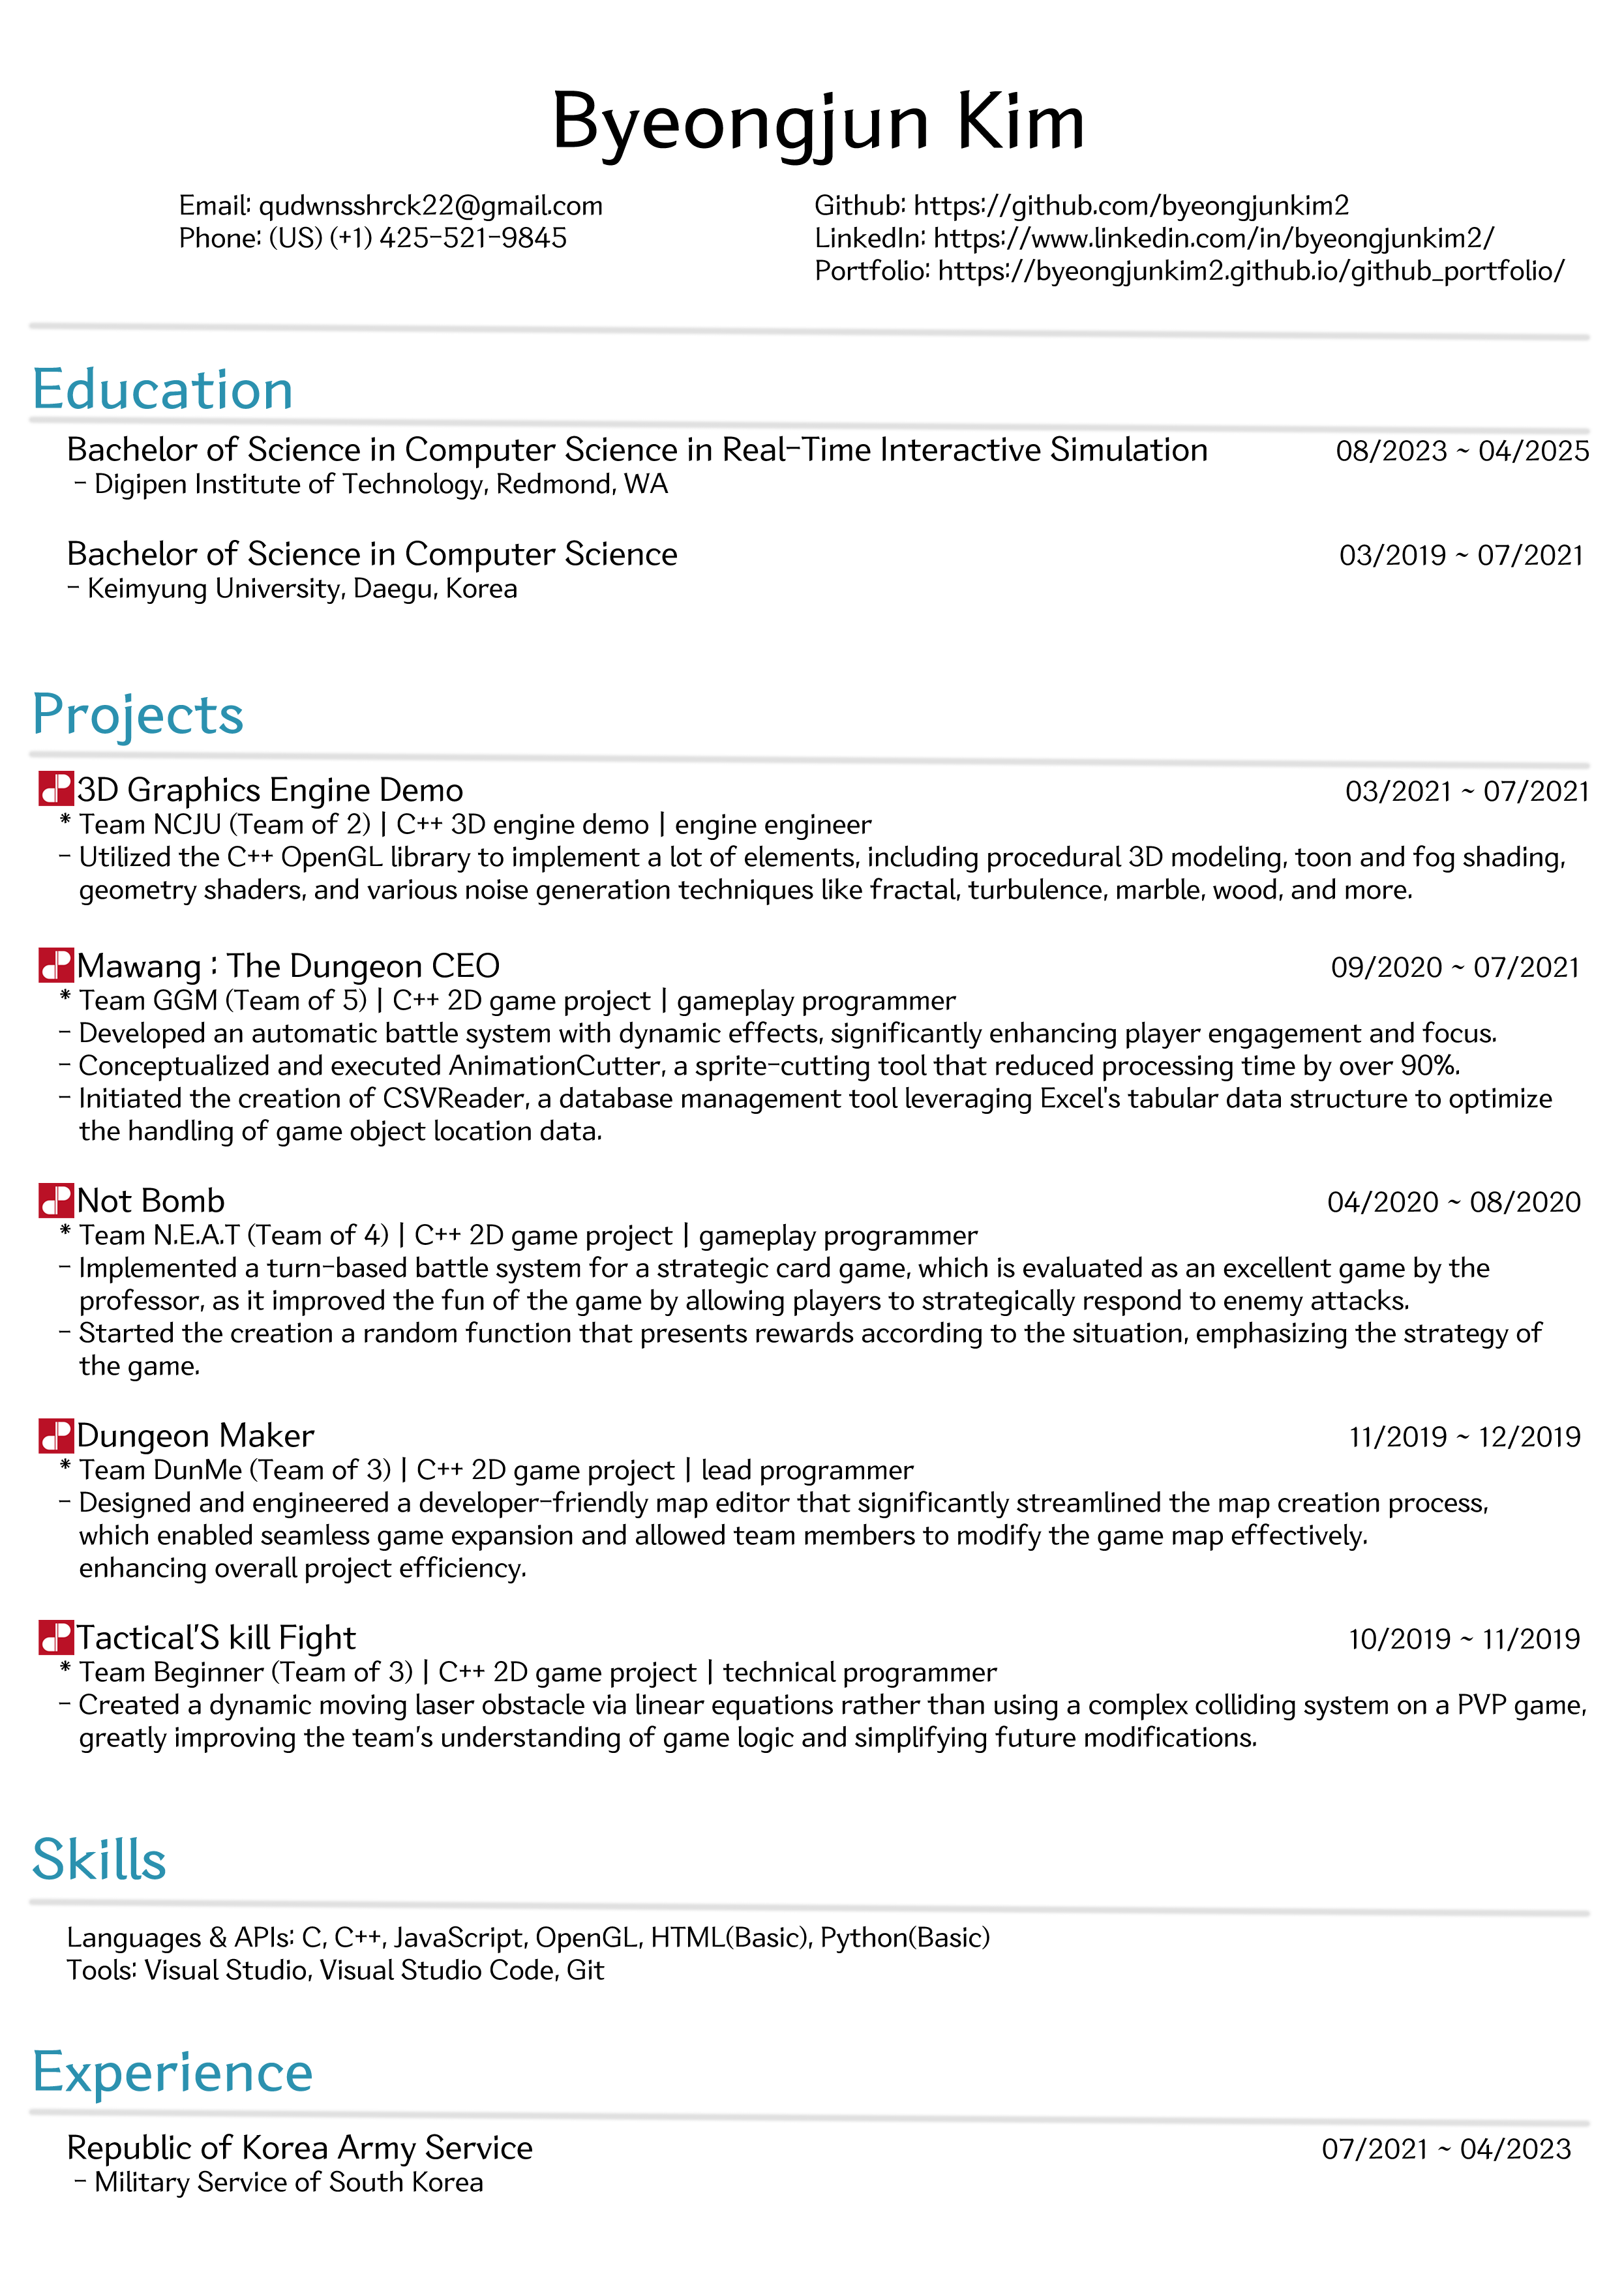 Byeongjun Kim
Email: qudwnsshrck22@gmail.com
Phone: (US) (+1) 425-521-9845
Github: https://github.com/byeongjunkim2
LinkedIn: https://www.linkedin.com/in/byeongjunkim2/
Portfolio: https://byeongjunkim2.github.io/github_portfolio/
Education
Bachelor of Science in Computer Science in Real-Time Interactive Simulation 08/2023 ~ 04/2025
- Digipen Institute of Technology, Redmond, WA
Bachelor of Science in Computer Science 03/2019 ~ 07/2021
- Keimyung University, Daegu, Korea
Projects
3D Graphics Engine Demo 03/2021 ~ 07/2021
* Team NCJU (Team of 2) | C++ 3D engine demo | engine engineer
- Utilized the C++ OpenGL library to implement a lot of elements, including procedural 3D modeling, toon and fog shading,
geometry shaders, and various noise generation techniques like fractal, turbulence, marble, wood, and more.
Mawang : The Dungeon CEO 09/2020 ~ 07/2021
* Team GGM (Team of 5) | C++ 2D game project | gameplay programmer
- Developed an automatic battle system with dynamic effects, significantly enhancing player engagement and focus.
- Conceptualized and executed AnimationCutter, a sprite-cutting tool that reduced processing time by over 90%.
- Initiated the creation of CSVReader, a database management tool leveraging Excel's tabular data structure to optimize
the handling of game object location data.
Not Bomb 04/2020 ~ 08/2020
* Team N.E.A.T (Team of 4) | C++ 2D game project | gameplay programmer
- Implemented a turn-based battle system for a strategic card game, which is evaluated as an excellent game by the
professor, as it improved the fun of the game by allowing players to strategically respond to enemy attacks.
- Started the creation a random function that presents rewards according to the situation, emphasizing the strategy of
the game.
Dungeon Maker 11/2019 ~ 12/2019
* Team DunMe (Team of 3) | C++ 2D game project | lead programmer
- Designed and engineered a developer-friendly map editor that significantly streamlined the map creation process,
which enabled seamless game expansion and allowed team members to modify the game map effectively.
enhancing overall project efficiency.
Tactical'S kill Fight 10/2019 ~ 11/2019
* Team Beginner (Team of 3) | C++ 2D game project | technical programmer
- Created a dynamic moving laser obstacle via linear equations rather than using a complex colliding system on a PVP game,
greatly improving the team's understanding of game logic and simplifying future modifications.
Skills
Languages & APIs: C, C++, JavaScript, OpenGL, HTML(Basic), Python(Basic)
Tools: Visual Studio, Visual Studio Code, Git
Experience
Republic of Korea Army Service 07/2021 ~ 04/2023
- Military Service of South Korea